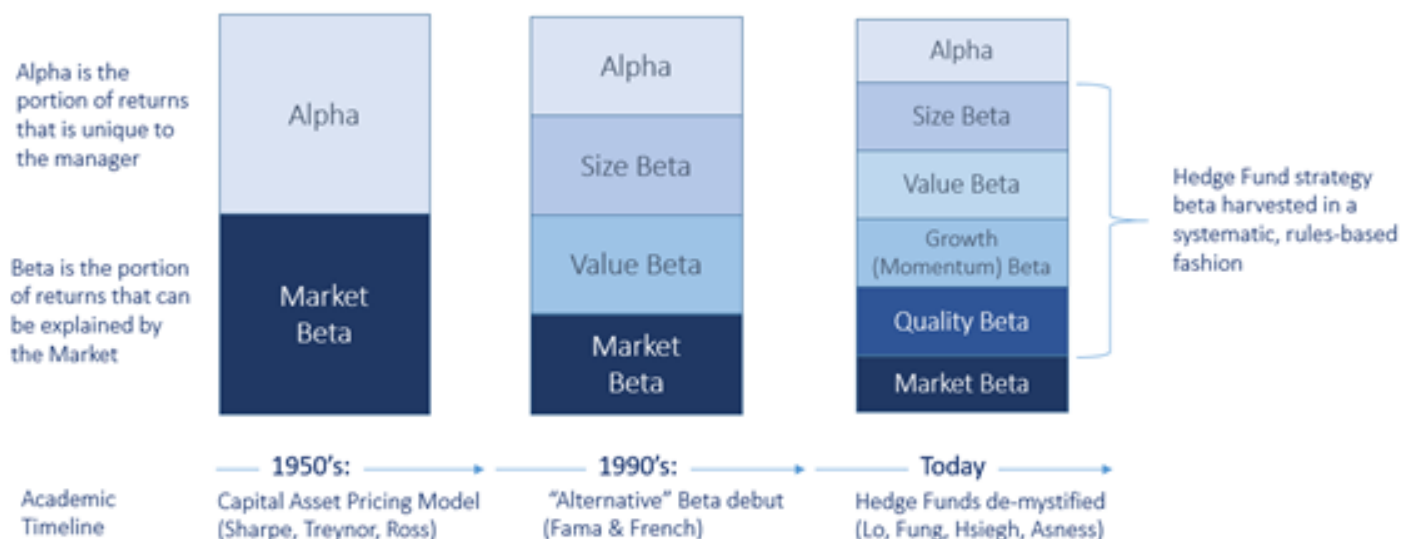 Alpha is the
portion of returns
that is unique to
the manager
Beta is the portion
of returns that can
be explained by
the Market
Alpha
Market
Beta
Alpha
Size Beta
Value Beta
Market
Beta
Alpha
Size Beta
Value Beta
Growth
(Momentum) Beta
Quality Beta
Market Beta
Hedge Fund strategy
beta harvested in a
systematic, rules-based
fashion
Academic
Timeline
1950's:
Capital Asset Pricing Model
(Sharpe, Treynor, Ross)
1990's:
"Alternative" Beta debut
(Fama & French)
Today
Hedge Funds de-mystified
(Lo, Fung, Hsiegh, Asness)